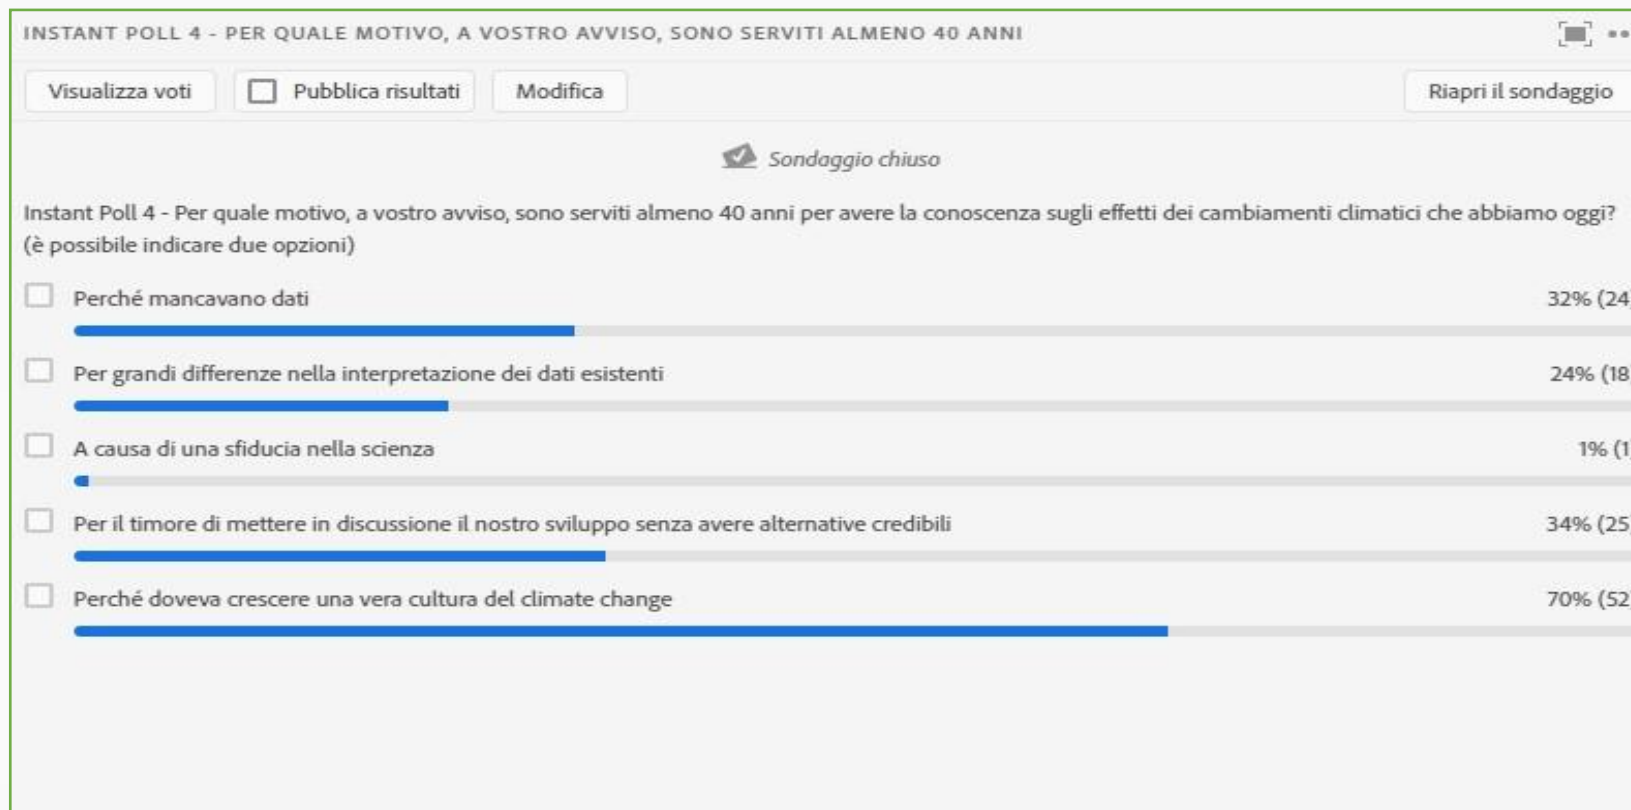 INSTANT POLL 4 - PER QUALE MOTIVO, A VOSTRO AVVISO, SONO SERVITI ALMENO 40 ANNI
Visualizza voti Pubblica risultati Modifica Riapri il sondaggio
Sondaggio chiuso
Instant Poll 4 - Per quale motivo, a vostro avviso, sono serviti almeno 40 anni per avere la conoscenza sugli effetti dei cambiamenti climatici che abbiamo oggi?
(è possibile indicare due opzioni)
Perché mancavano dati 32% (24)
Per grandi differenze nella interpretazione dei dati esistenti 24% (18
A causa di una sfiducia nella scienza 1% (1)
Per il timore di mettere in discussione il nostro sviluppo senza avere alternative credibili 34% (25)
Perché doveva crescere una vera cultura del climate change 70% (52)